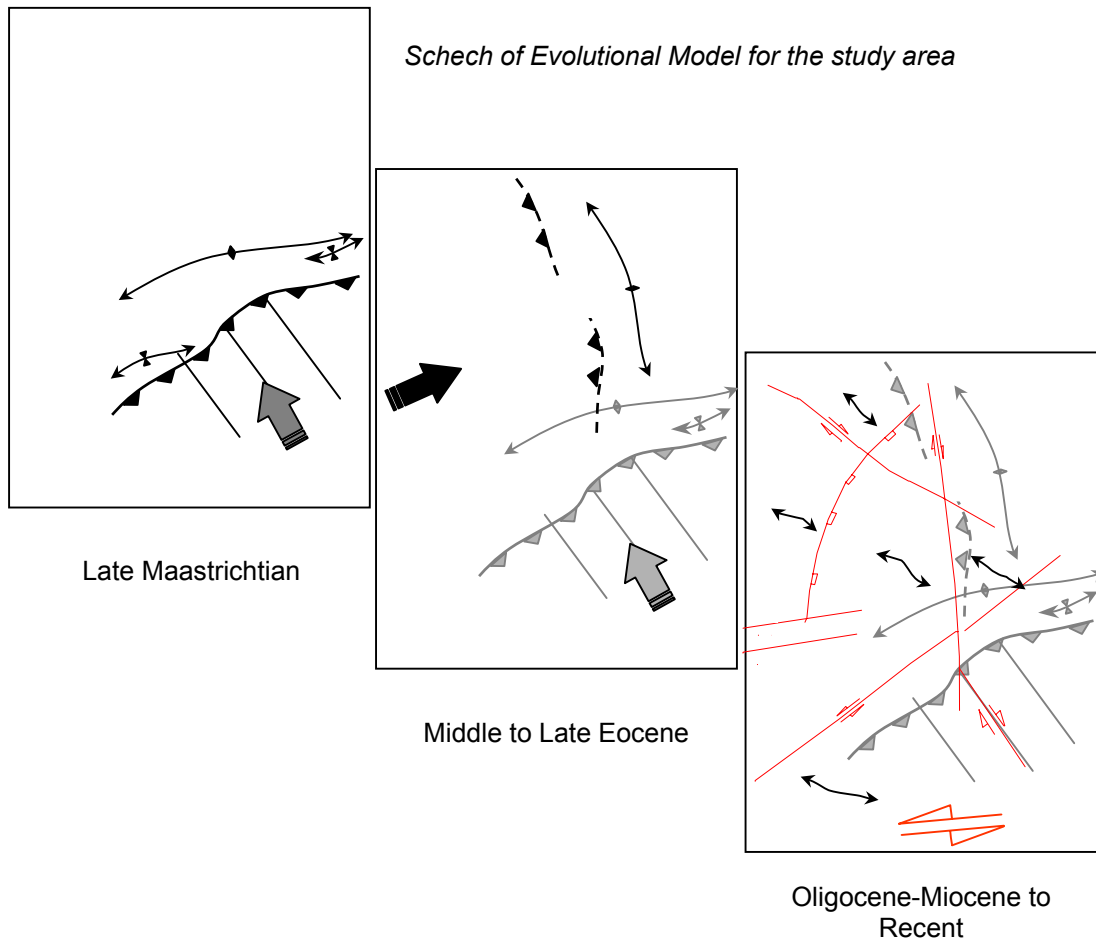 Schech of Evolutional Model for the study area
Late Maastrichtian
Middle to Late Eocene
Oligocene-Miocene to
Recent